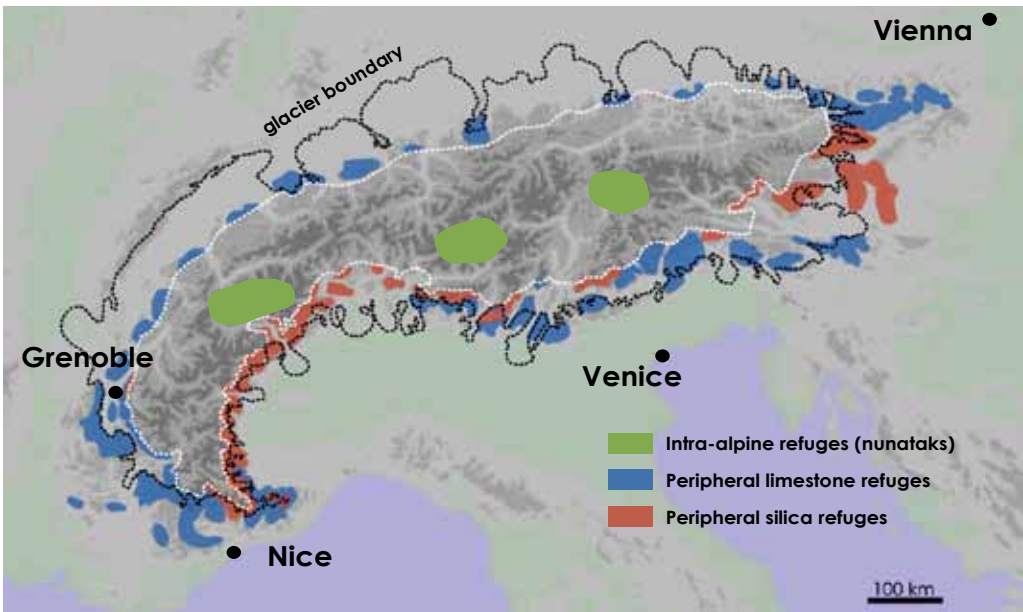 Vienna
glacier boundary
Grenoble
Venice
Intra-alpine refuges (nunataks)
Peripheral limestone refuges
Peripheral silica refuges
Nice
100 km